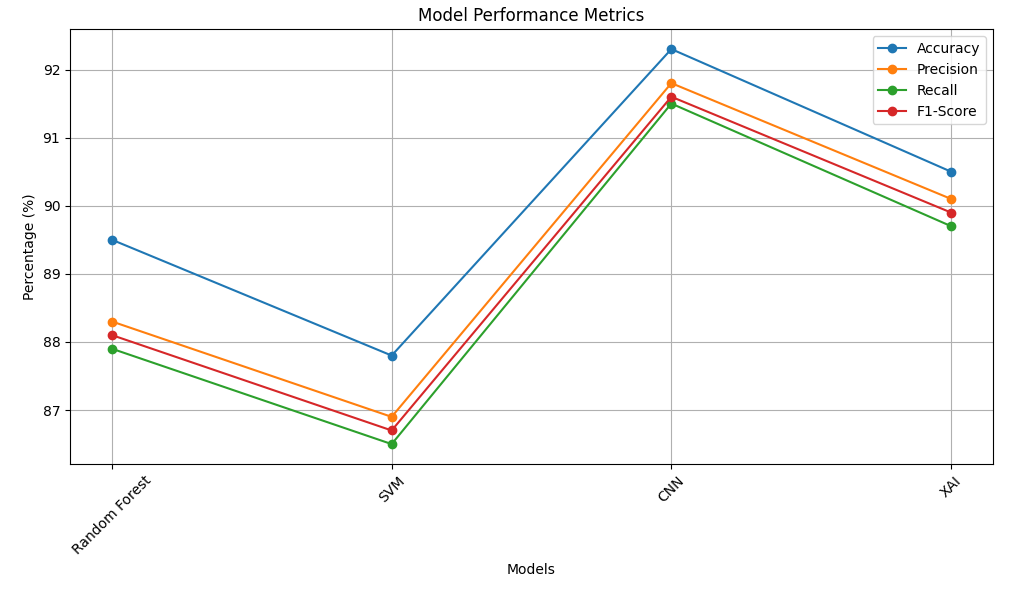 Model Performance Metrics
Accuracy
Precision
Recall
F1-Score
Percentage (%)
92
91
90
89
88
87
Random Forest
SVM
CNN
XAI
Models